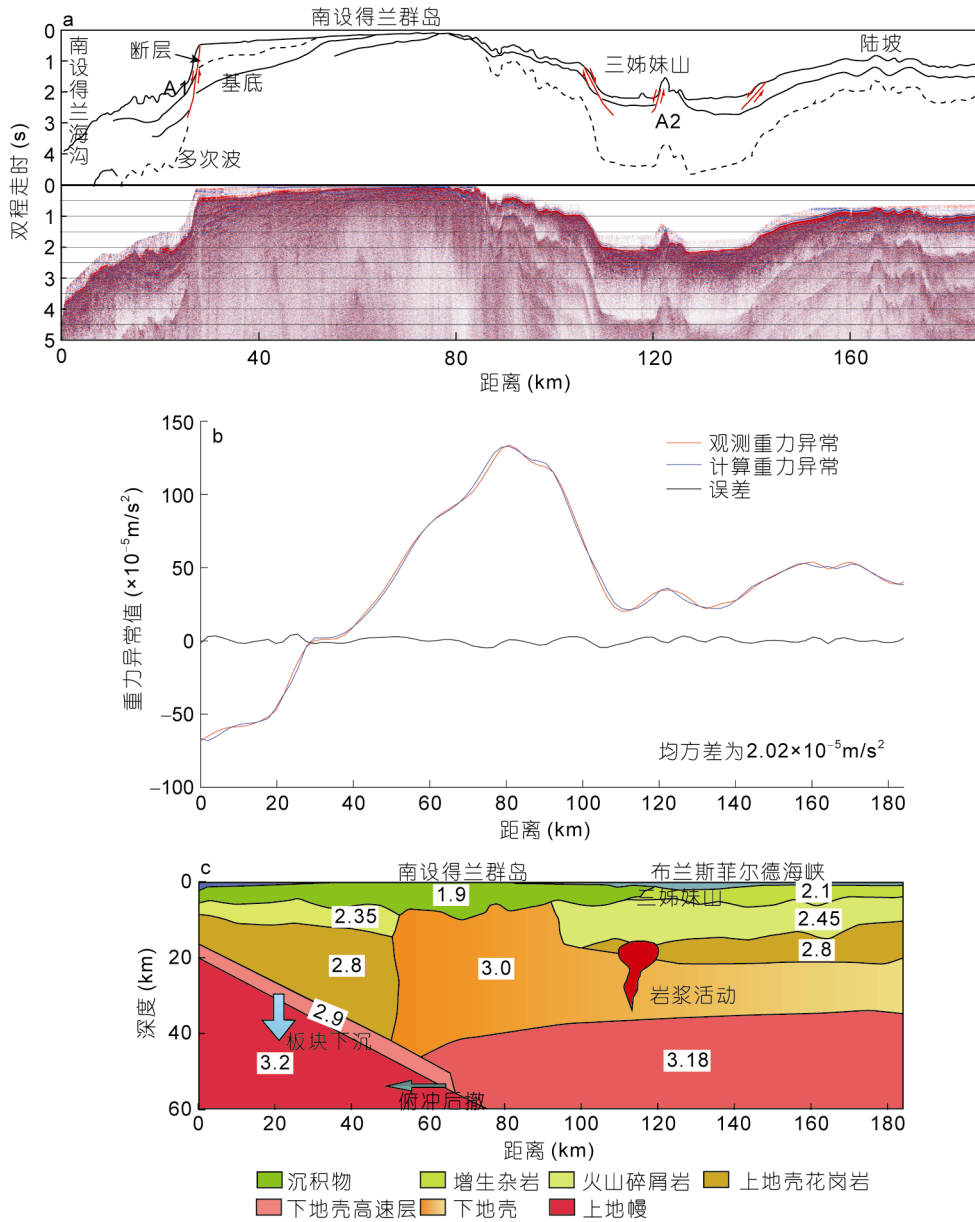 南设得兰群岛
a
0
1
2
3
4
0
1
2
3
4
5
双程走时 (s)
南设得兰海沟
断层
A1
基底
多次波
三姊妹山
A2
陆坡
0
40
80
120
160
距离 (km)
b
150
100
50
0
−50
−100
重力异常值 (×10⁻⁵m/s²)
观测重力异常
计算重力异常
误差
均方差为2.02×10⁻⁵m/s²
0 20 40 60 80 100 120 140 160 180
距离 (km)
c
南设得兰群岛
布兰斯菲尔德海峡
0
20
40
60
深度 (km)
1.9
三姊妹山
2.1
2.35
2.45
2.8
3.0
2.8
岩浆活动
2.9
板块下沉
3.2
3.18
俯冲后撤
0 20 40 60 80 100 120 140 160 180
距离 (km)
沉积物 增生杂岩 火山碎屑岩 上地壳花岗岩
下地壳高速层 下地壳 上地幔